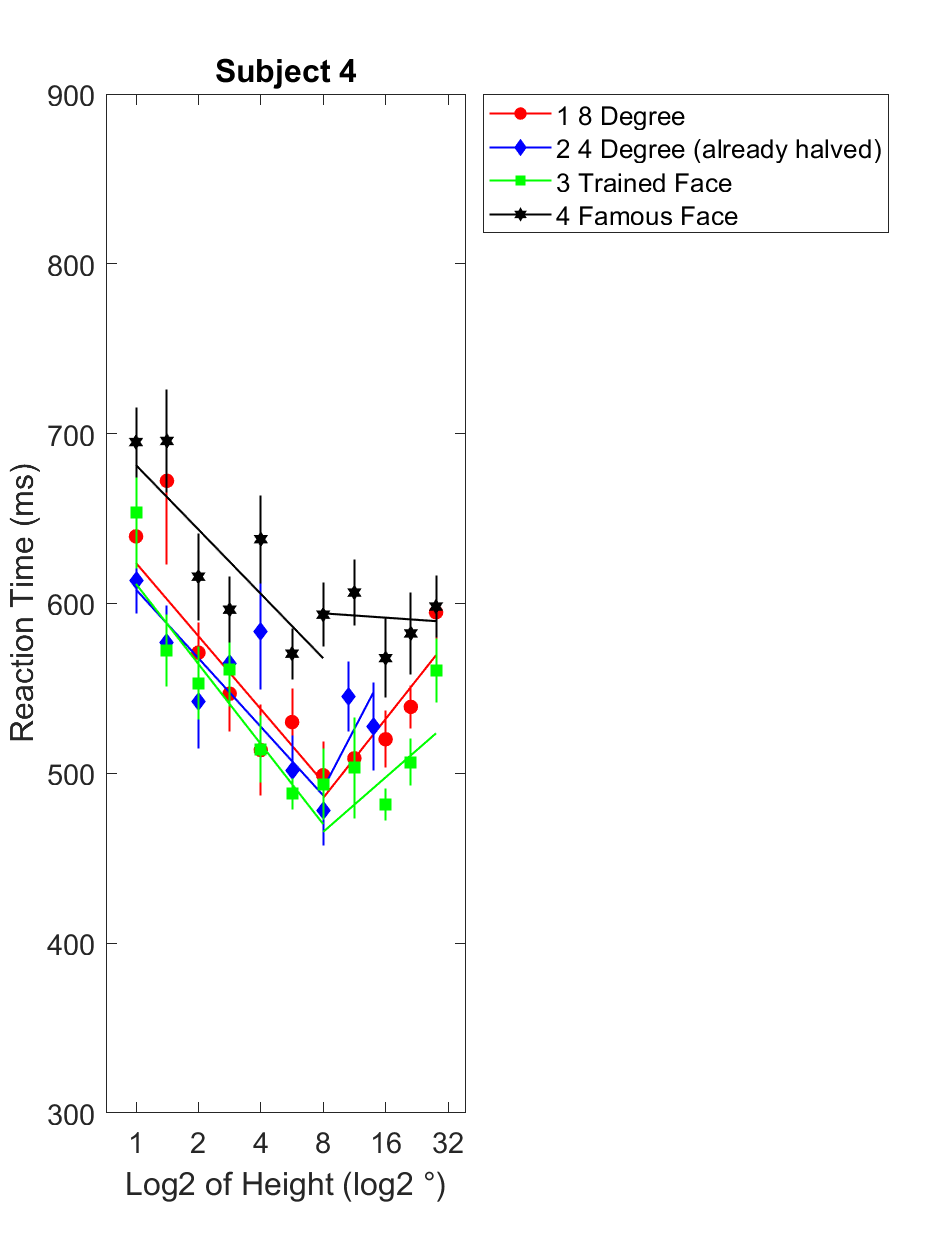 Subject 4
900
800
700
600
500
400
300
Reaction Time (ms)
1 2 4 8 16 32
Log2 of Height (log2 °)
1 8 Degree
2 4 Degree (already halved)
3 Trained Face
4 Famous Face